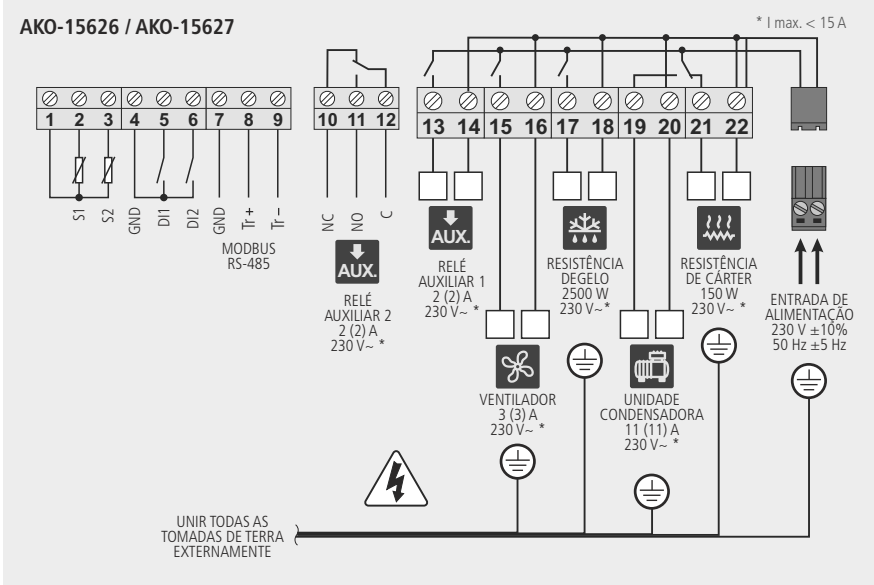 AKO-15626 / AKO-15627
* I max. < 15 A
1 2 3 4 5 6 7 8 9
10 11 12
13 14 15 16 17 18 19 20 21 22
S1
S2
GND
DI1
DI2
GND
Tr +
Tr –
MODBUS
RS-485
NC
NO
C
AUX.
RELÉ
AUXILIAR 2
2 (2) A
230 V~ *
AUX.
RELÉ
AUXILIAR 1
2 (2) A
230 V~ *
VENTILADOR
3 (3) A
230 V~ *
RESISTÊNCIA
DEGELO
2500 W
230 V~ *
UNIDADE
CONDENSADORA
11 (11) A
230 V~ *
RESISTÊNCIA
DE CÁRTER
150 W
230 V~ *
ENTRADA DE
ALIMENTAÇÃO
230 V ±10%
50 Hz ±5 Hz
UNIR TODAS AS
TOMADAS DE TERRA
EXTERNAMENTE